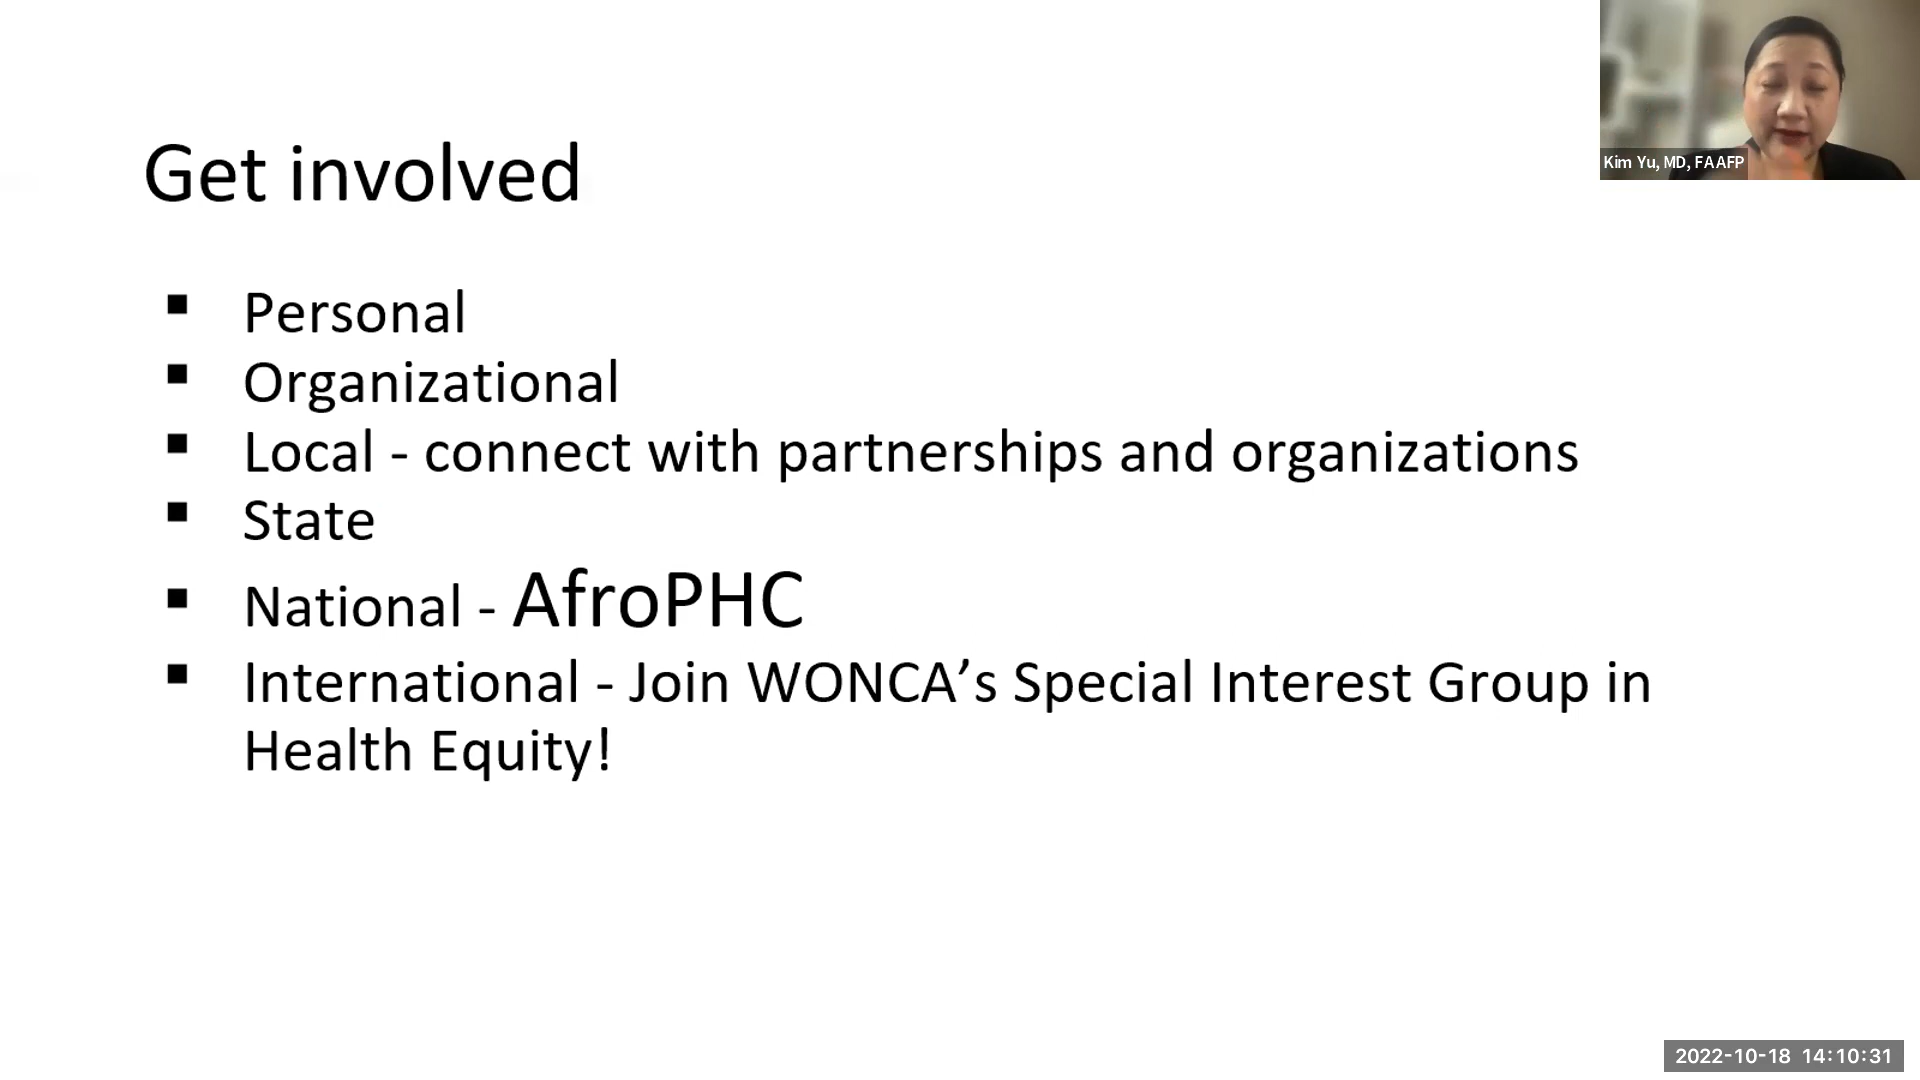 Kim Yu, MD, FAAFP
Get involved
▪ Personal
▪ Organizational
▪ Local - connect with partnerships and organizations
▪ State
▪ National - AfroPHC
▪ International - Join WONCA’s Special Interest Group in
Health Equity!
2022-10-18 14:10:31